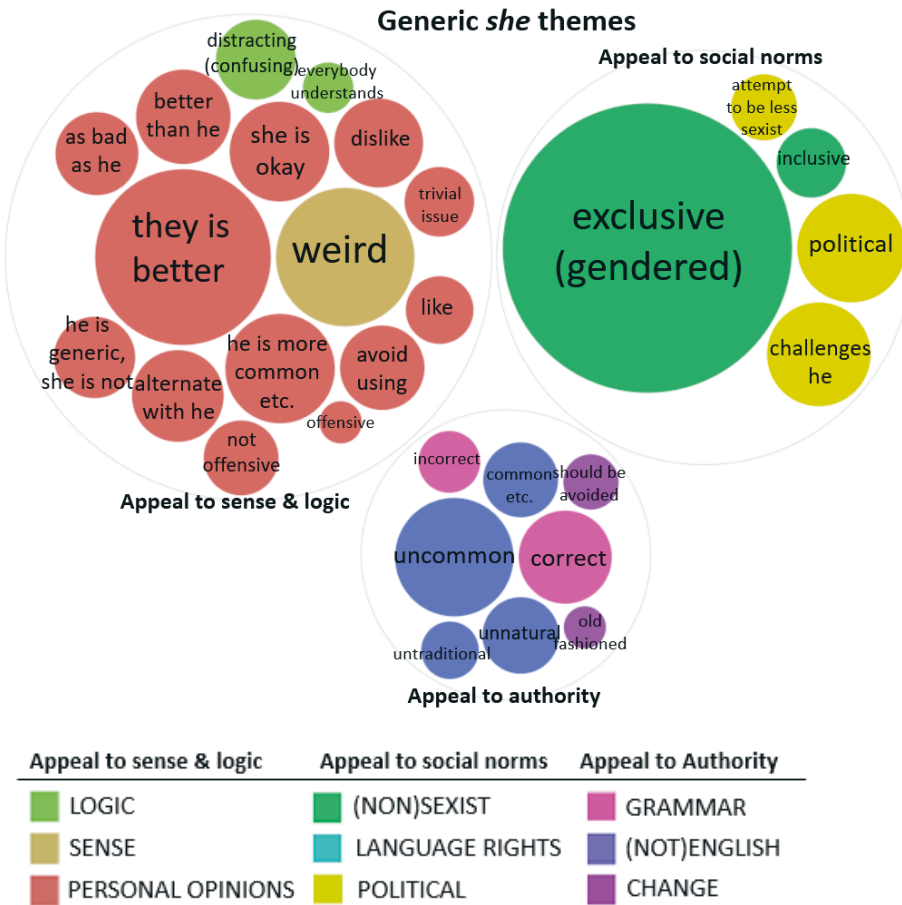 Generic she themes
Appeal to social norms
distracting
(confusing)
everybody
understands
better
than he
as bad
as he
she is
okay
dislike
trivial
issue
they is
better
weird
like
he is
generic,
she is not
alternate
with he
he is more
common
etc.
avoid
using
offensive
not
offensive
Appeal to sense & logic
attempt
to be less
sexist
inclusive
exclusive
(gendered)
political
challenges
he
incorrect
common
etc.
should be
avoided
uncommon
correct
untraditional
unnatural
old
fashioned
Appeal to authority
Appeal to sense & logic
LOGIC
SENSE
PERSONAL OPINIONS
Appeal to social norms
(NON)SEXIST
LANGUAGE RIGHTS
POLITICAL
Appeal to Authority
GRAMMAR
(NOT)ENGLISH
CHANGE